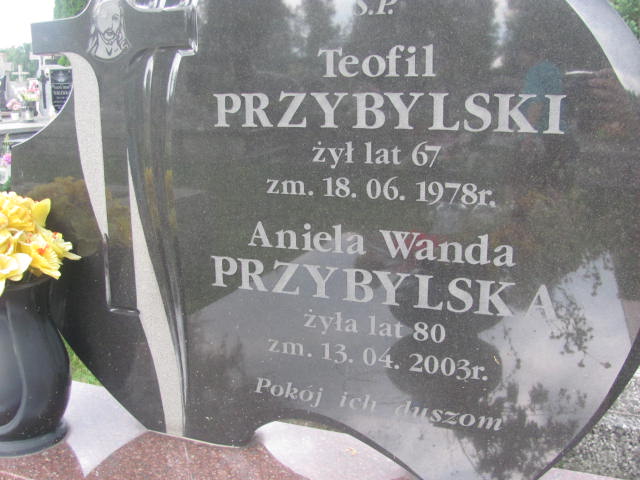 Ś.P.
Teofil
PRZYBYLSKI
żył lat 67
zm. 18. 06. 1978r.
Aniela Wanda
PRZYBYLSKA
żyła lat 80
zm. 13. 04. 2003r.
Pokój ich duszom